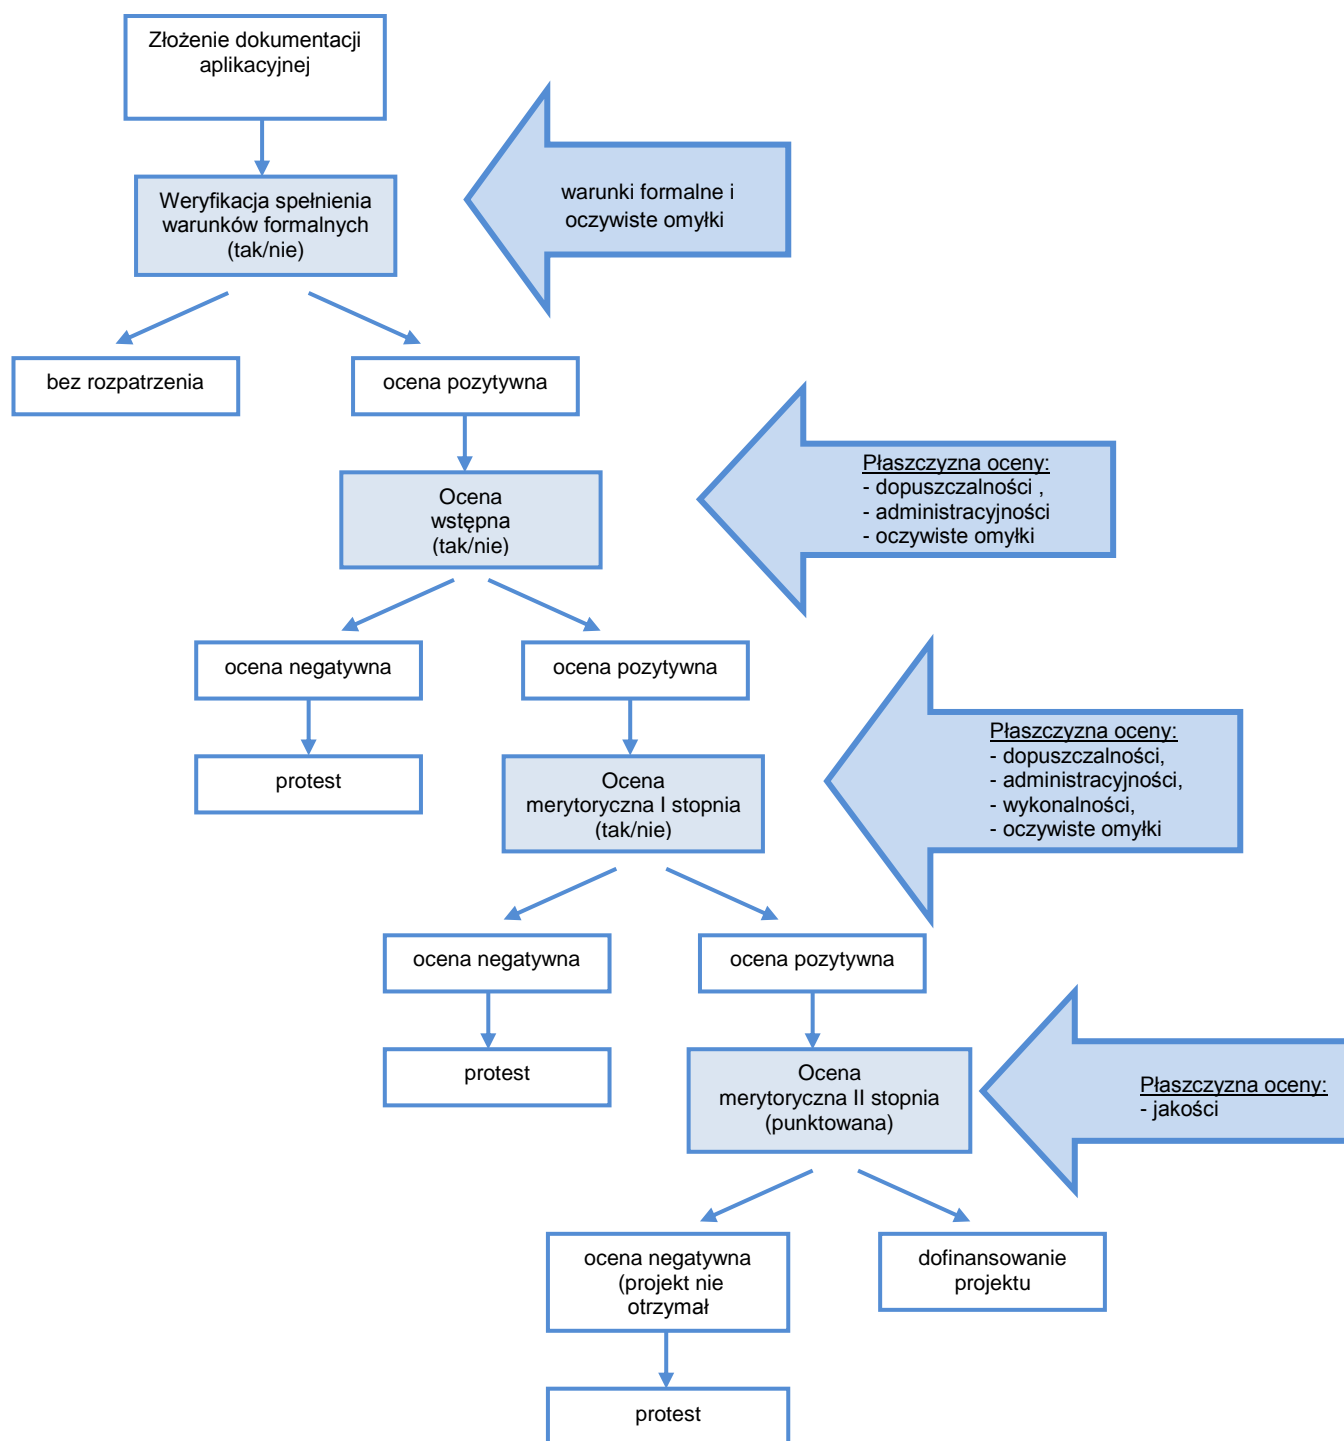 Złożenie dokumentacji
aplikacyjnej
Weryfikacja spełnienia
warunków formalnych
(tak/nie)
warunki formalne i
oczywiste omyłki
bez rozpatrzenia
ocena pozytywna
Ocena
wstępna
(tak/nie)
Płaszczyzna oceny:
- dopuszczalności ,
- administracyjności
- oczywiste omyłki
ocena negatywna
ocena pozytywna
protest
Ocena
merytoryczna I stopnia
(tak/nie)
Płaszczyzna oceny:
- dopuszczalności,
- administracyjności,
- wykonalności,
- oczywiste omyłki
ocena negatywna
ocena pozytywna
protest
Ocena
merytoryczna II stopnia
(punktowana)
Płaszczyzna oceny:
- jakości
ocena negatywna
(projekt nie
otrzymał
dofinansowanie
projektu
protest